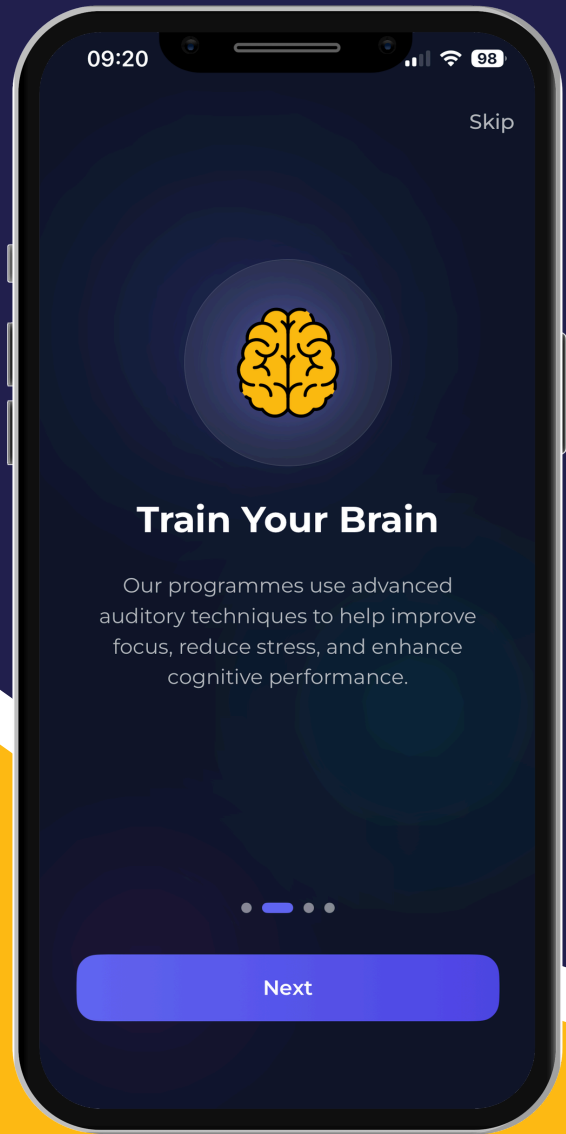 09:20
98
Skip
Train Your Brain
Our programmes use advanced
auditory techniques to help improve
focus, reduce stress, and enhance
cognitive performance.
Next